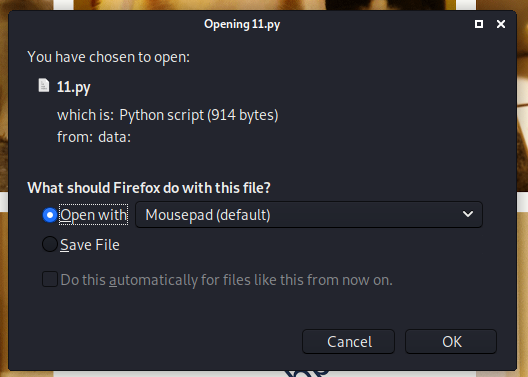 Opening 11.py
You have chosen to open:
11.py
which is: Python script (914 bytes)
from: data:
What should Firefox do with this file?
Open with Mousepad (default)
Save File
Do this automatically for files like this from now on.
Cancel OK